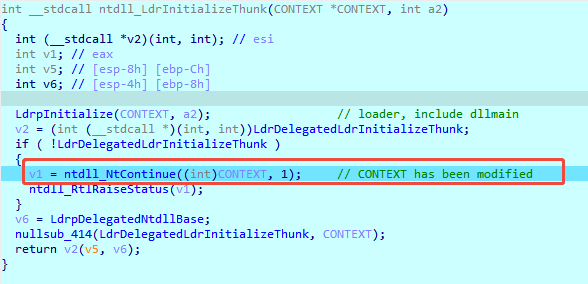 int __stdcall ntdll_LdrInitializeThunk(CONTEXT *CONTEXT, int a2)
{
int (__stdcall *v2)(int, int); // esi
int v1; // eax
int v5; // [esp-8h] [ebp-Ch]
int v6; // [esp-4h] [ebp-8h]
LdrpInitialize(CONTEXT, a2); // loader, include dllmain
v2 = (int (__stdcall *)(int, int))LdrDelegatedLdrInitializeThunk;
if ( !LdrDelegatedLdrInitializeThunk )
{
v1 = ntdll_NtContinue((int)CONTEXT, 1); // CONTEXT has been modified
ntdll_RtlRaiseStatus(v1);
}
v6 = LdrpDelegatedNtdllBase;
nullsub_414(LdrDelegatedLdrInitializeThunk, CONTEXT);
return v2(v5, v6);
}